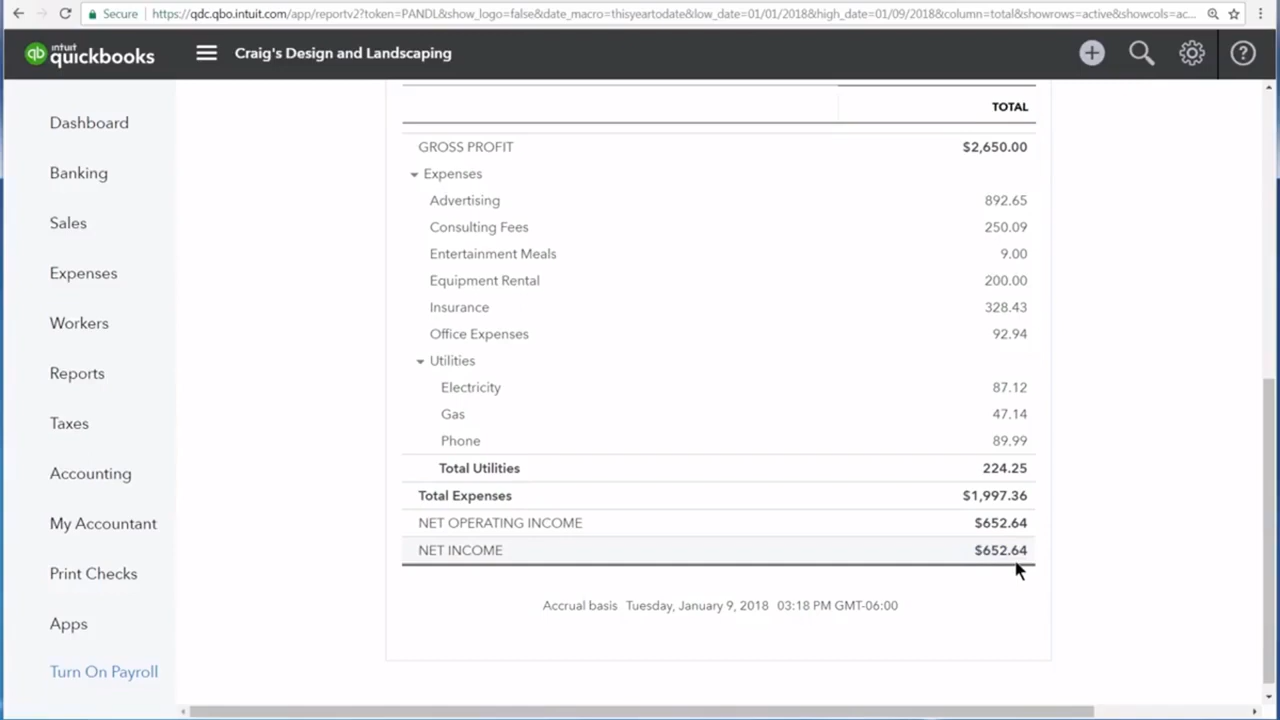 Secure https://qdc.qbo.intuit.com/app/reportv2?token=PANDL&show_logo=false&date_macro=thisyeartodate&low_date=01/01/2018&high_date=01/09/2018&column=total&showrows=active&showcols=ac...
qb intuit quickbooks Craig's Design and Landscaping
Dashboard
Banking
Sales
Expenses
Workers
Reports
Taxes
Accounting
My Accountant
Print Checks
Apps
Turn On Payroll
TOTAL
GROSS PROFIT $2,650.00
Expenses
Advertising 892.65
Consulting Fees 250.09
Entertainment Meals 9.00
Equipment Rental 200.00
Insurance 328.43
Office Expenses 92.94
Utilities
Electricity 87.12
Gas 47.14
Phone 89.99
Total Utilities 224.25
Total Expenses $1,997.36
NET OPERATING INCOME $652.64
NET INCOME $652.64
Accrual basis Tuesday, January 9, 2018 03:18 PM GMT-06:00